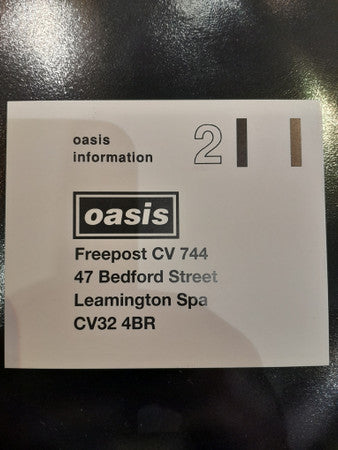 oasis
information
2
oasis
Freepost CV 744
47 Bedford Street
Leamington Spa
CV32 4BR